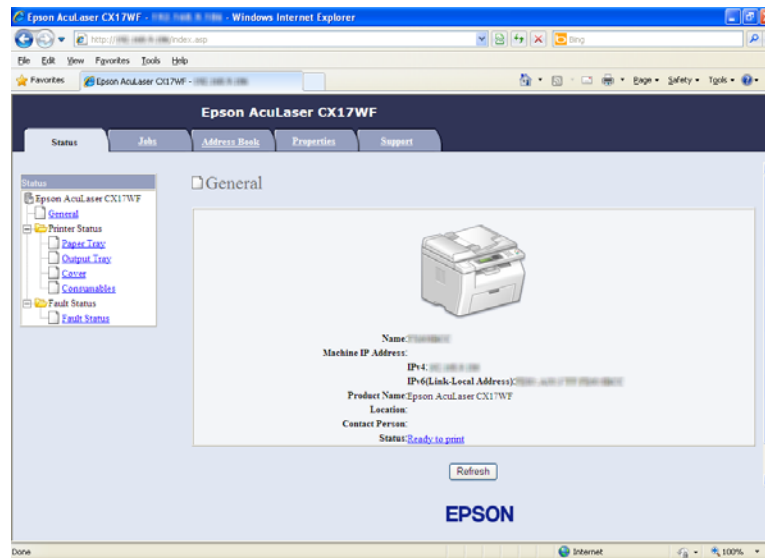 Epson AcuLaser CX17WF - - Windows Internet Explorer
http:// /index.asp
Bing
File Edit View Favorites Tools Help
Favorites Epson AcuLaser CX17WF - Page Safety Tools
Epson AcuLaser CX17WF
Status Jobs Address Book Properties Support
Status
Epson AcuLaser CX17WF
General
Printer Status
Paper Tray
Output Tray
Cover
Consumables
Fault Status
Fault Status
General
Name:
Machine IP Address:
IPv4:
IPv6(Link-Local Address):
Product Name:Epson AcuLaser CX17WF
Location:
Contact Person:
Status:Ready to print
Refresh
EPSON
Done Internet 100%